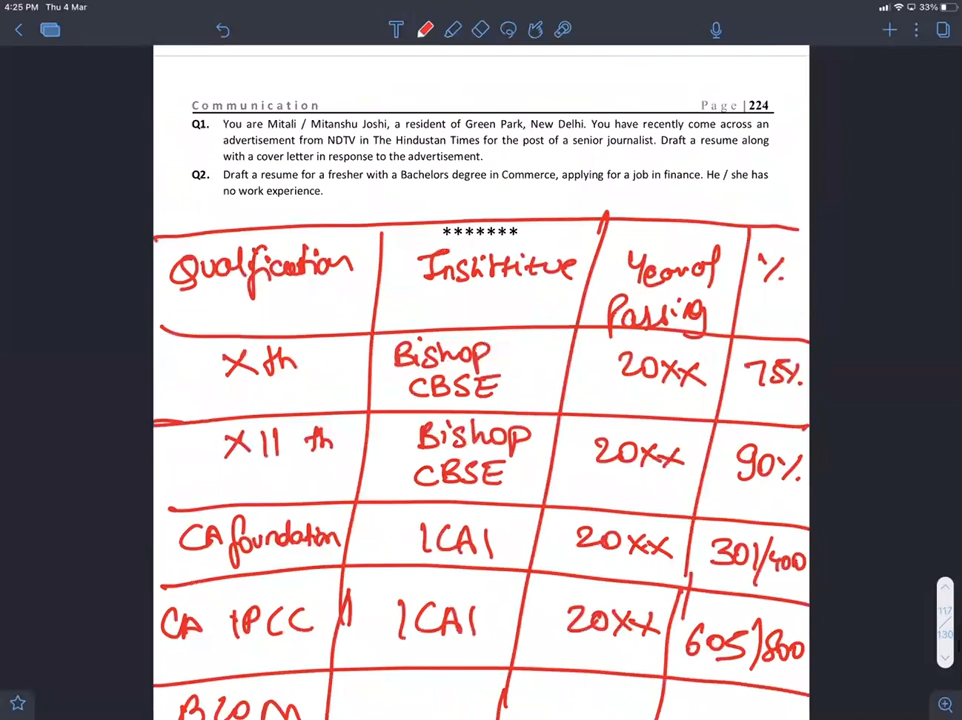 4:25 PM Thu 4 Mar 33%
Communication Page |224
Q1. You are Mitali / Mitanshu Joshi, a resident of Green Park, New Delhi. You have recently come across an
advertisement from NDTV in The Hindustan Times for the post of a senior journalist. Draft a resume along
with a cover letter in response to the advertisement.
Q2. Draft a resume for a fresher with a Bachelors degree in Commerce, applying for a job in finance. He / she has
no work experience.
*******
Qualification Institute Year of Passing %
Xth Bishop CBSE 20XX 75%
XII th Bishop CBSE 20XX 90%
CA foundation ICAI 20XX 301/400
CA IPCC ICAI 20XX 605/800
BCOM
117
/
130